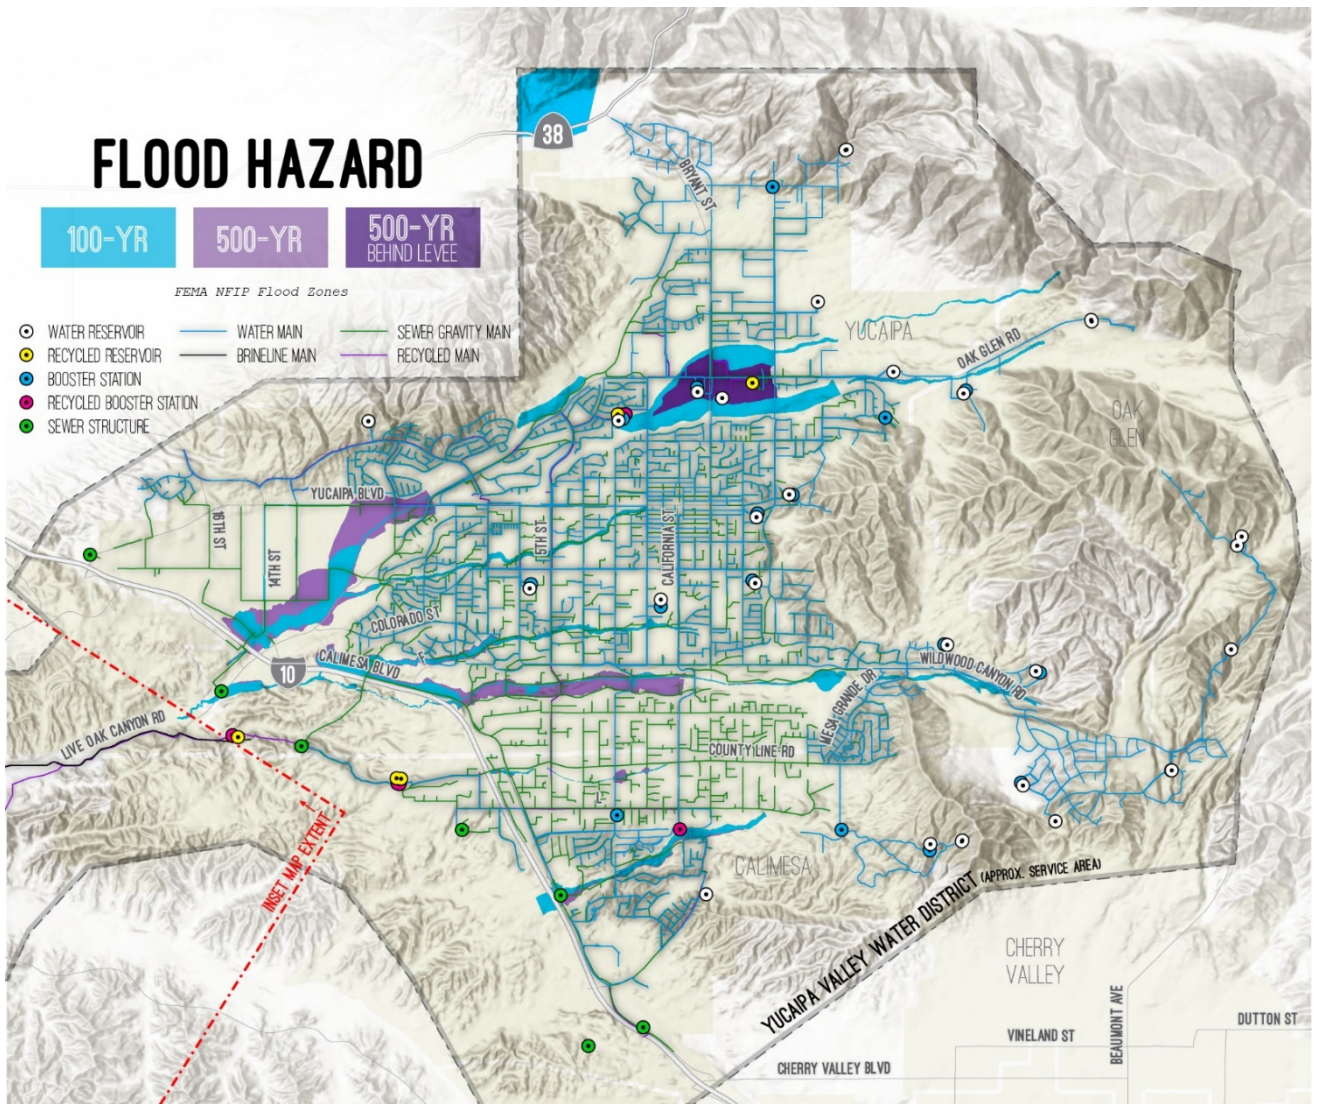 FLOOD HAZARD
100-YR
500-YR
500-YR
BEHIND LEVEE
FEMA NFIP Flood Zones
WATER RESERVOIR
WATER MAIN
SEWER GRAVITY MAIN
RECYCLED RESERVOIR
BRINELINE MAIN
RECYCLED MAIN
BOOSTER STATION
RECYCLED BOOSTER STATION
SEWER STRUCTURE
38
BRYANT ST
YUCAIPA
OAK GLEN RD
OAK
GLEN
YUCAIPA BLVD
16TH ST
14TH ST
5TH ST
CALIFORNIA ST
COLORADO ST
CALIMESA BLVD
10
WILDWOOD CANYON RD
MESA GRANDE DR
LIVE OAK CANYON RD
COUNTY LINE RD
INSET MAP EXTENT
CALIMESA
YUCAIPA VALLEY WATER DISTRICT (APPROX. SERVICE AREA)
CHERRY
VALLEY
BEAUMONT AVE
DUTTON ST
VINELAND ST
CHERRY VALLEY BLVD